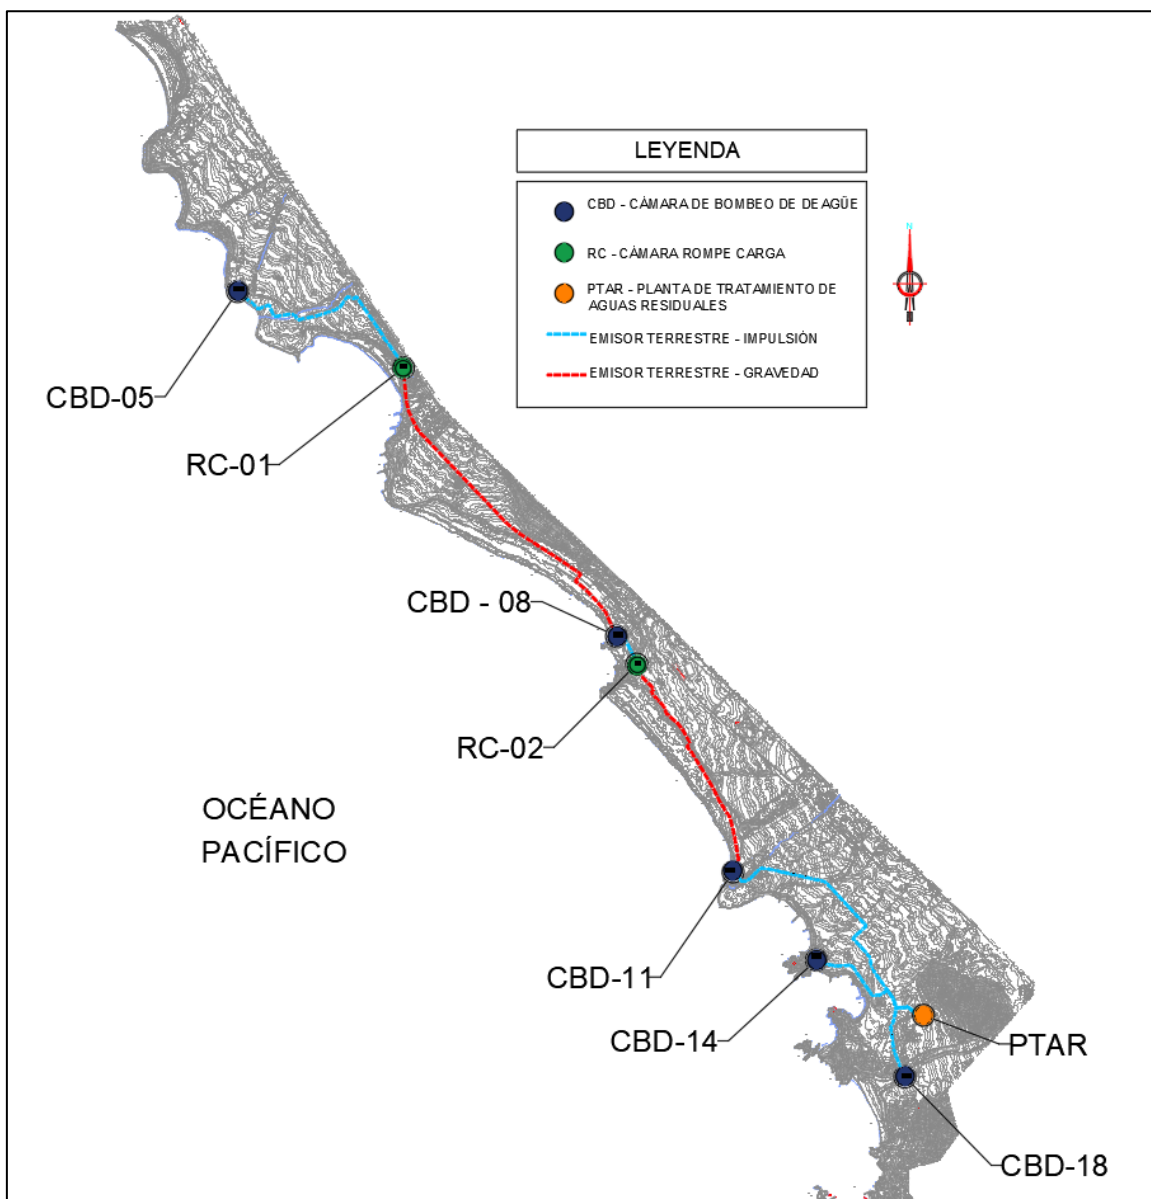 LEYENDA
CBD - CÁMARA DE BOMBEO DE DEAGÜE
RC - CÁMARA ROMPE CARGA
PTAR - PLANTA DE TRATAMIENTO DE
AGUAS RESIDUALES
EMISOR TERRESTRE - IMPULSIÓN
EMISOR TERRESTRE - GRAVEDAD
N
CBD-05
RC-01
CBD - 08
RC-02
OCÉANO
PACÍFICO
CBD-11
CBD-14
PTAR
CBD-18